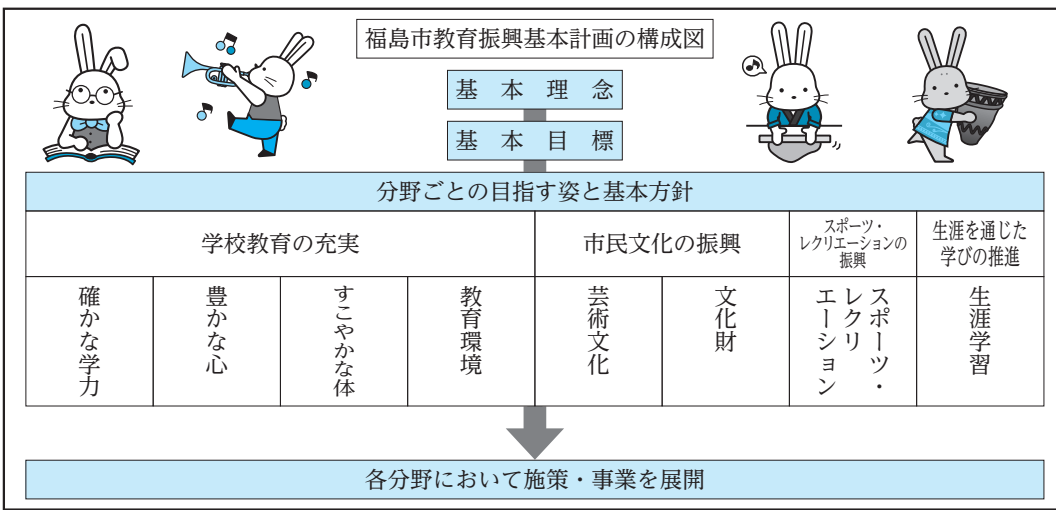 福島市教育振興基本計画の構成図
基本理念
基本目標
分野ごとの目指す姿と基本方針
学校教育の充実
市民文化の振興
スポーツ・
レクリエーションの
振興
生涯を通じた
学びの推進
確かな学力
豊かな心
すこやかな体
教育環境
芸術文化
文化財
スポーツ・
レクリ
エーション
生涯学習
各分野において施策・事業を展開